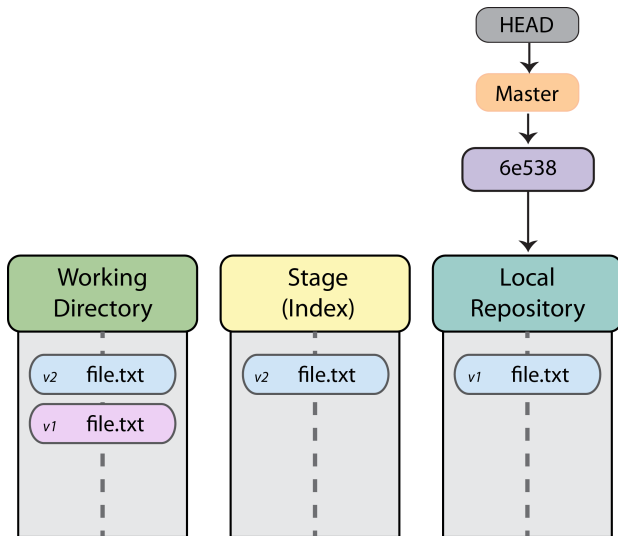 HEAD
Master
6e538
Working
Directory
Stage
(Index)
Local
Repository
v2 file.txt
v2 file.txt
v1 file.txt
v1 file.txt